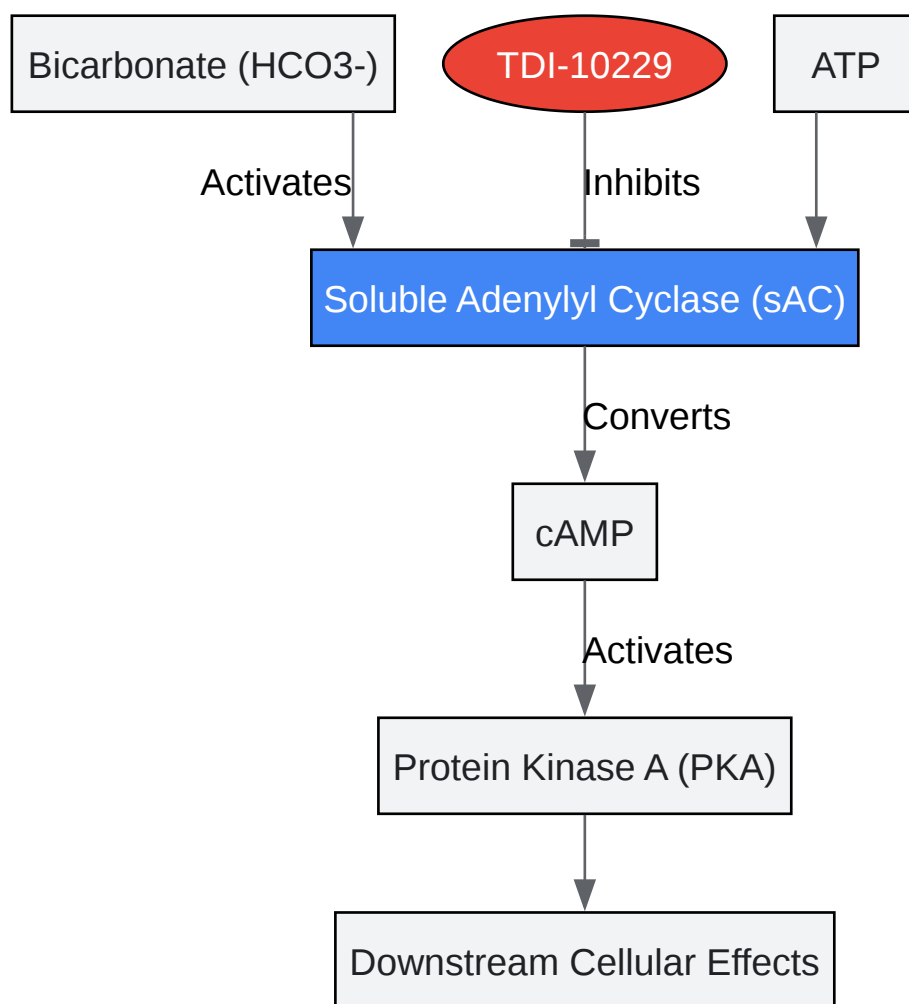 Bicarbonate (HCO3-)
TDI-10229
ATP
Activates
Inhibits
Soluble Adenylyl Cyclase (sAC)
Converts
cAMP
Activates
Protein Kinase A (PKA)
Downstream Cellular Effects